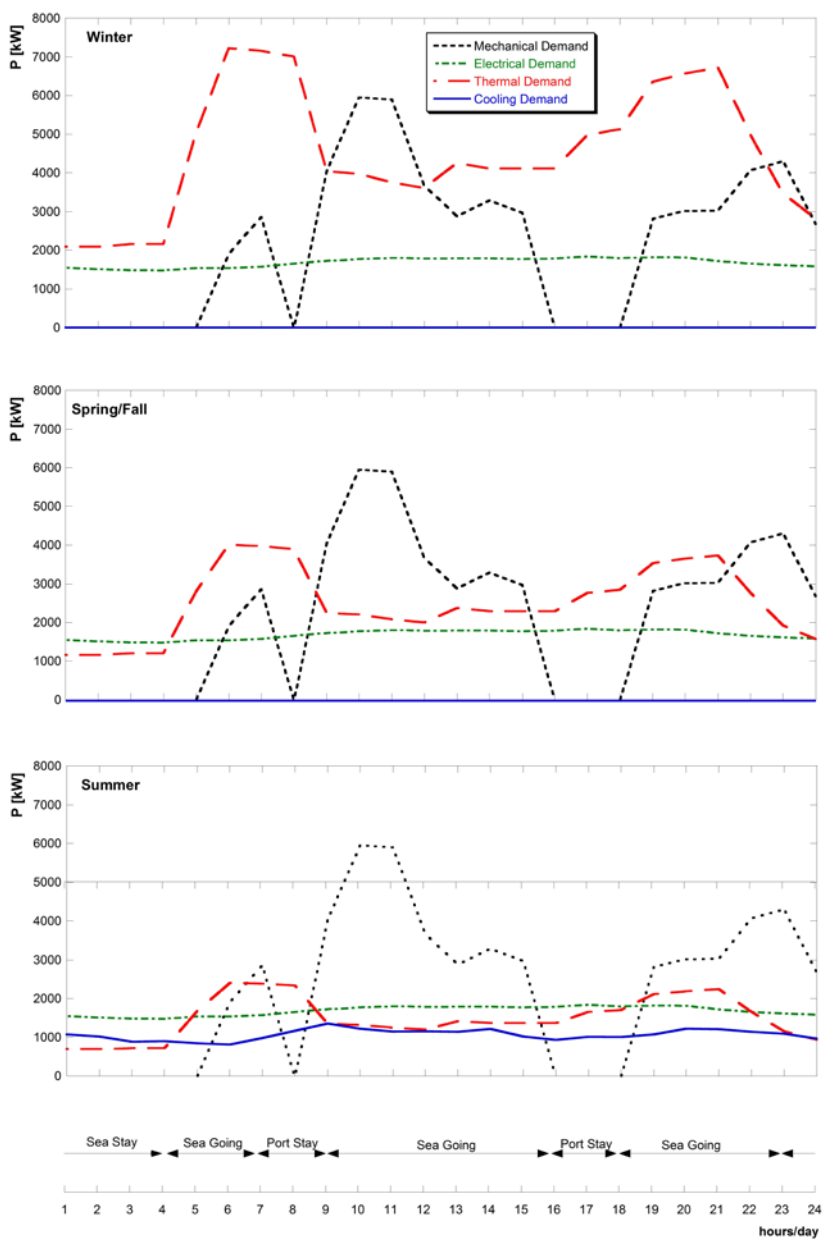 P [kW]
8000
7000
6000
5000
4000
3000
2000
1000
0
Winter
Mechanical Demand
Electrical Demand
Thermal Demand
Cooling Demand
P [kW]
8000
7000
6000
5000
4000
3000
2000
1000
0
Spring/Fall
P [kW]
8000
7000
6000
5000
4000
3000
2000
1000
0
Summer
Sea Stay Sea Going Port Stay Sea Going Port Stay Sea Going
1 2 3 4 5 6 7 8 9 10 11 12 13 14 15 16 17 18 19 20 21 22 23 24
hours/day